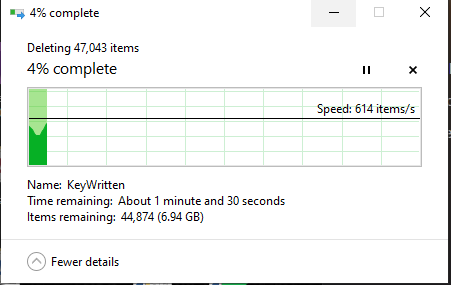 4% complete
Deleting 47,043 items
4% complete
Speed: 614 items/s
Name: KeyWritten
Time remaining: About 1 minute and 30 seconds
Items remaining: 44,874 (6.94 GB)
Fewer details